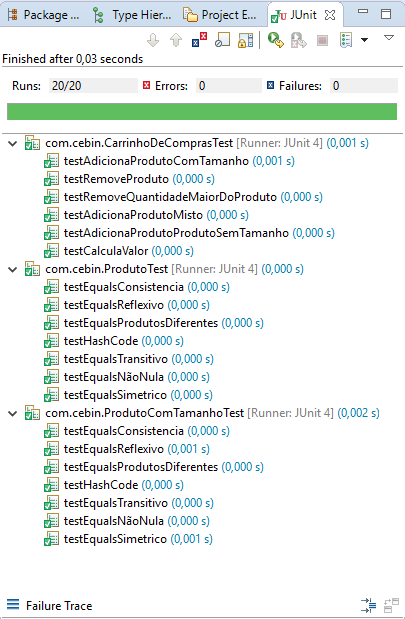 Package ... Type Hier... Project E... JUnit
Finished after 0,03 seconds
Runs: 20/20 Errors: 0 Failures: 0
com.cebin.CarrinhoDeComprasTest [Runner: JUnit 4] (0,001 s)
testAdicionaProdutoComTamanho (0,001 s)
testRemoveProduto (0,000 s)
testRemoveQuantidadeMaiorDoProduto (0,000 s)
testAdicionaProdutoMisto (0,000 s)
testAdicionaProdutoProdutoSemTamanho (0,000 s)
testCalculaValor (0,000 s)
com.cebin.ProdutoTest [Runner: JUnit 4] (0,000 s)
testEqualsConsistencia (0,000 s)
testEqualsReflexivo (0,000 s)
testEqualsProdutosDiferentes (0,000 s)
testHashCode (0,000 s)
testEqualsTransitivo (0,000 s)
testEqualsNãoNula (0,000 s)
testEqualsSimetrico (0,000 s)
com.cebin.ProdutoComTamanhoTest [Runner: JUnit 4] (0,002 s)
testEqualsConsistencia (0,000 s)
testEqualsReflexivo (0,001 s)
testEqualsProdutosDiferentes (0,000 s)
testHashCode (0,000 s)
testEqualsTransitivo (0,000 s)
testEqualsNãoNula (0,000 s)
testEqualsSimetrico (0,001 s)
Failure Trace